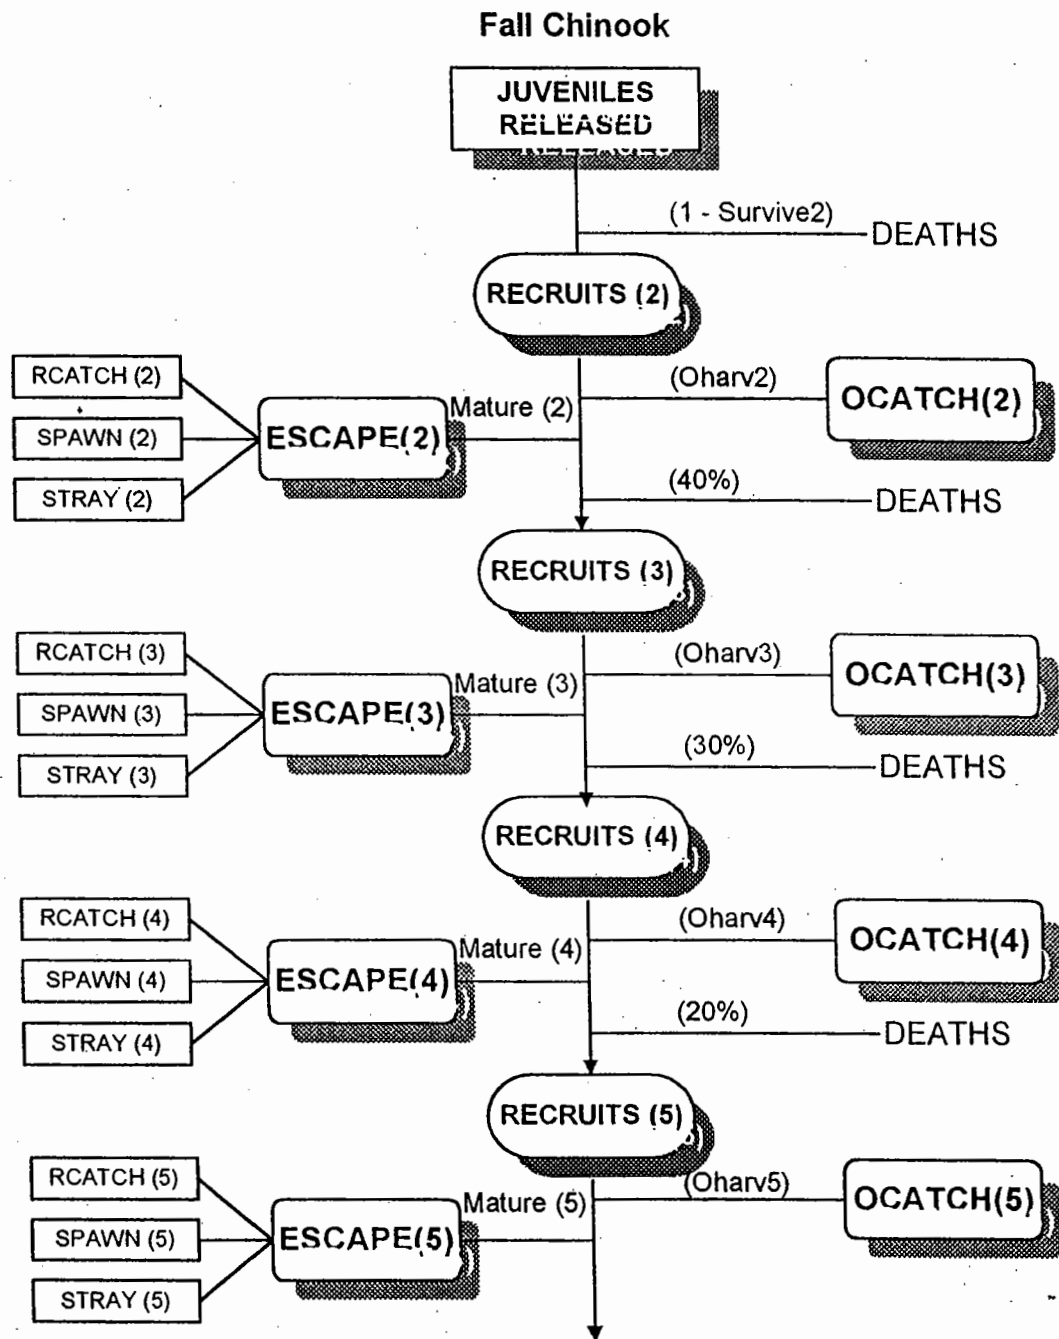 Fall Chinook
JUVENILES
RELEASED
(1 - Survive2)
DEATHS
RECRUITS (2)
RCATCH (2)
SPAWN (2)
STRAY (2)
ESCAPE(2)
Mature (2)
(Oharv2)
OCATCH(2)
(40%)
DEATHS
RECRUITS (3)
RCATCH (3)
SPAWN (3)
STRAY (3)
ESCAPE(3)
Mature (3)
(Oharv3)
OCATCH(3)
(30%)
DEATHS
RECRUITS (4)
RCATCH (4)
SPAWN (4)
STRAY (4)
ESCAPE(4)
Mature (4)
(Oharv4)
OCATCH(4)
(20%)
DEATHS
RECRUITS (5)
RCATCH (5)
SPAWN (5)
STRAY (5)
ESCAPE(5)
Mature (5)
(Oharv5)
OCATCH(5)